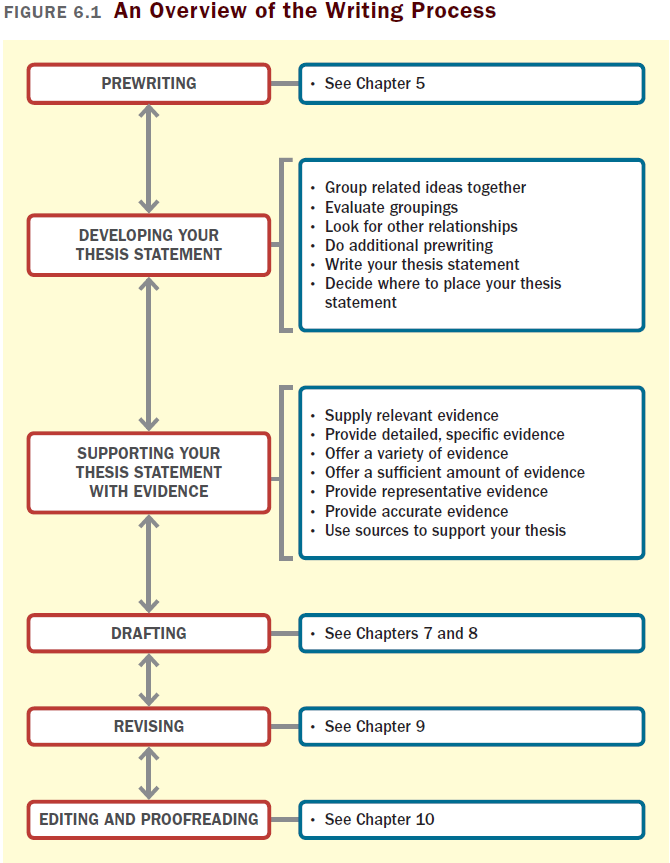 FIGURE 6.1 An Overview of the Writing Process
PREWRITING
• See Chapter 5
DEVELOPING YOUR
THESIS STATEMENT
• Group related ideas together
• Evaluate groupings
• Look for other relationships
• Do additional prewriting
• Write your thesis statement
• Decide where to place your thesis
statement
SUPPORTING YOUR
THESIS STATEMENT
WITH EVIDENCE
• Supply relevant evidence
• Provide detailed, specific evidence
• Offer a variety of evidence
• Offer a sufficient amount of evidence
• Provide representative evidence
• Provide accurate evidence
• Use sources to support your thesis
DRAFTING
• See Chapters 7 and 8
REVISING
• See Chapter 9
EDITING AND PROOFREADING
• See Chapter 10